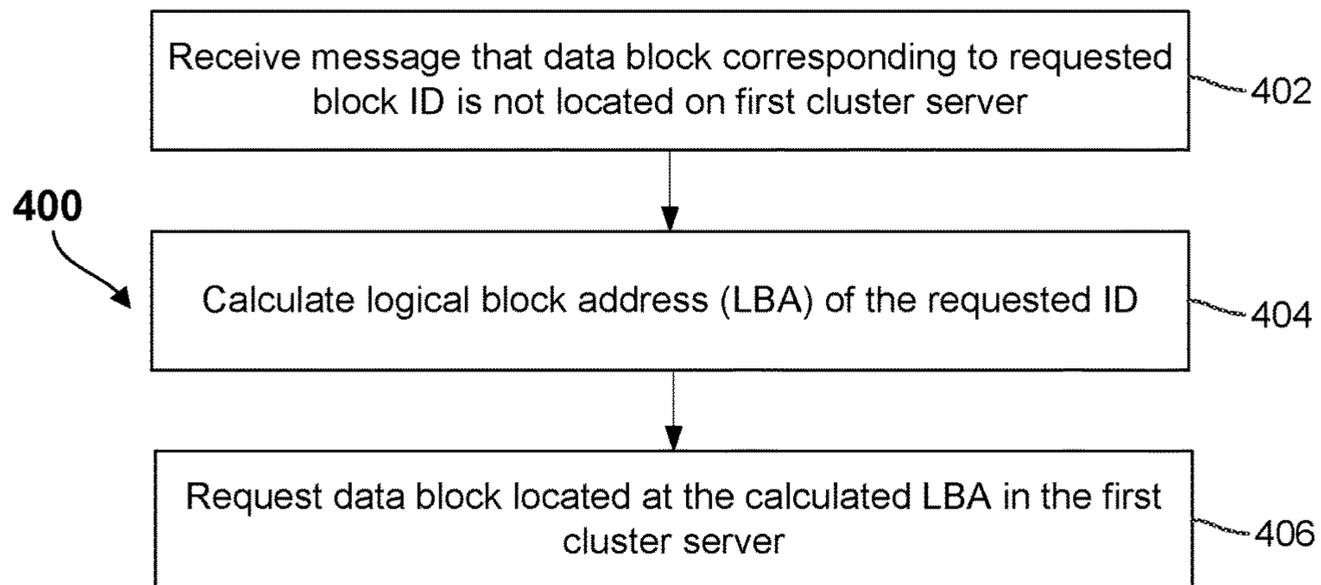 Receive message that data block corresponding to requested
block ID is not located on first cluster server
402
400
Calculate logical block address (LBA) of the requested ID
404
Request data block located at the calculated LBA in the first
cluster server
406